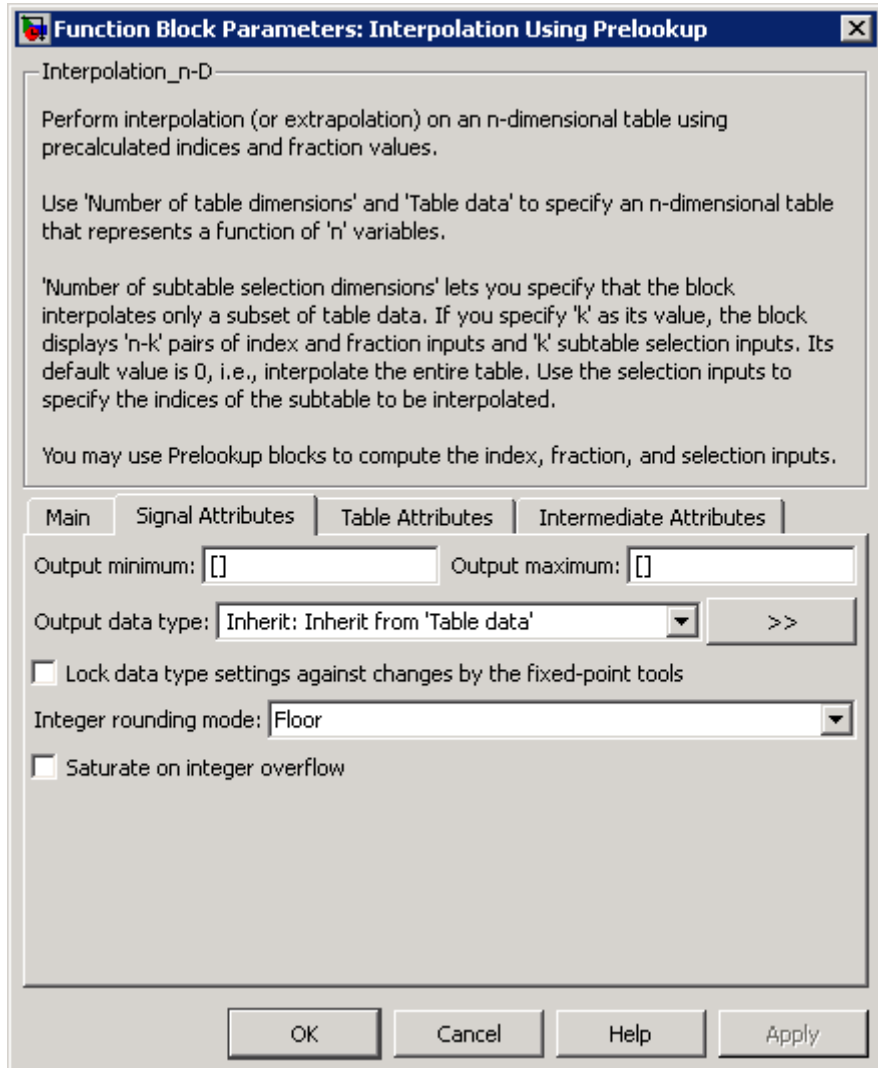 Function Block Parameters: Interpolation Using Prelookup
Interpolation_n-D
Perform interpolation (or extrapolation) on an n-dimensional table using
precalculated indices and fraction values.
Use 'Number of table dimensions' and 'Table data' to specify an n-dimensional table
that represents a function of 'n' variables.
'Number of subtable selection dimensions' lets you specify that the block
interpolates only a subset of table data. If you specify 'k' as its value, the block
displays 'n-k' pairs of index and fraction inputs and 'k' subtable selection inputs. Its
default value is 0, i.e., interpolate the entire table. Use the selection inputs to
specify the indices of the subtable to be interpolated.
You may use Prelookup blocks to compute the index, fraction, and selection inputs.
Main Signal Attributes Table Attributes Intermediate Attributes
Output minimum: [] Output maximum: []
Output data type: Inherit: Inherit from 'Table data' >>
Lock data type settings against changes by the fixed-point tools
Integer rounding mode: Floor
Saturate on integer overflow
OK Cancel Help Apply